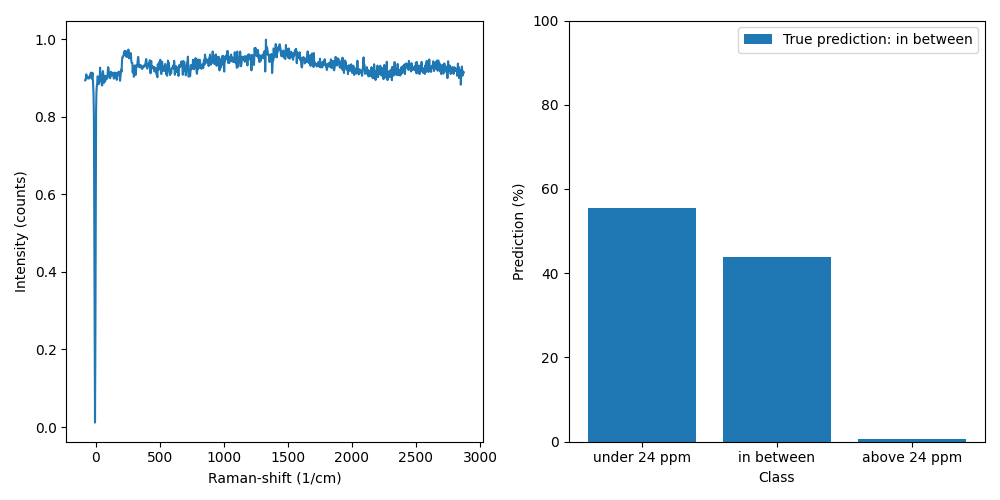 1.0
0.8
0.6
0.4
0.2
0.0
Intensity (counts)
0 500 1000 1500 2000 2500 3000
Raman-shift (1/cm)
100
80
60
40
20
0
Prediction (%)
True prediction: in between
under 24 ppm in between above 24 ppm
Class